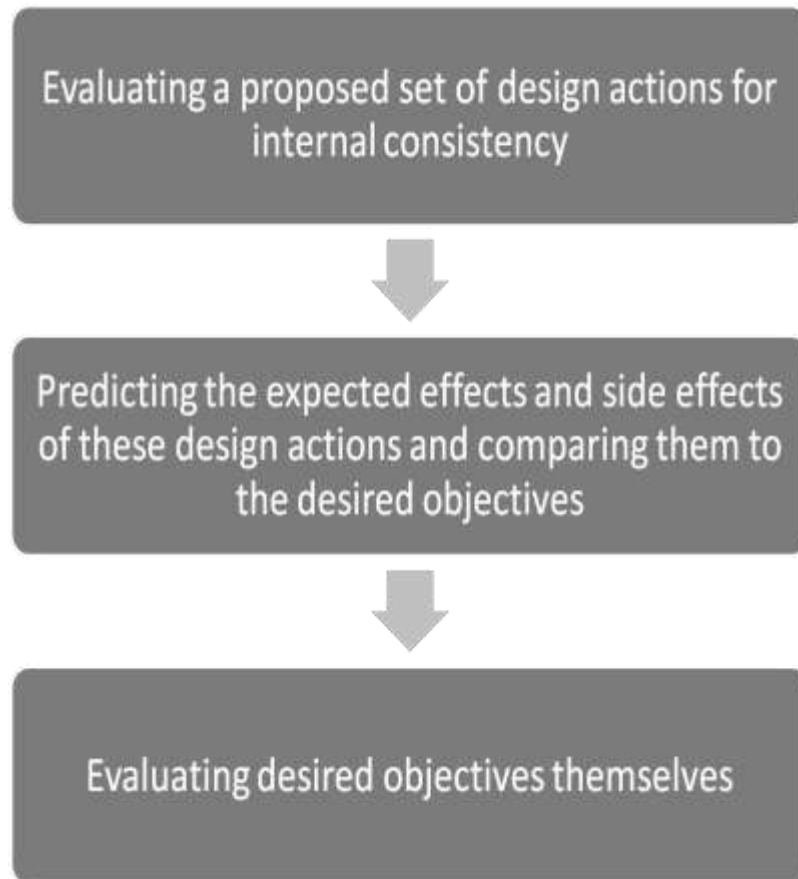 Evaluating a proposed set of design actions for
internal consistency
Predicting the expected effects and side effects
of these design actions and comparing them to
the desired objectives
Evaluating desired objectives themselves